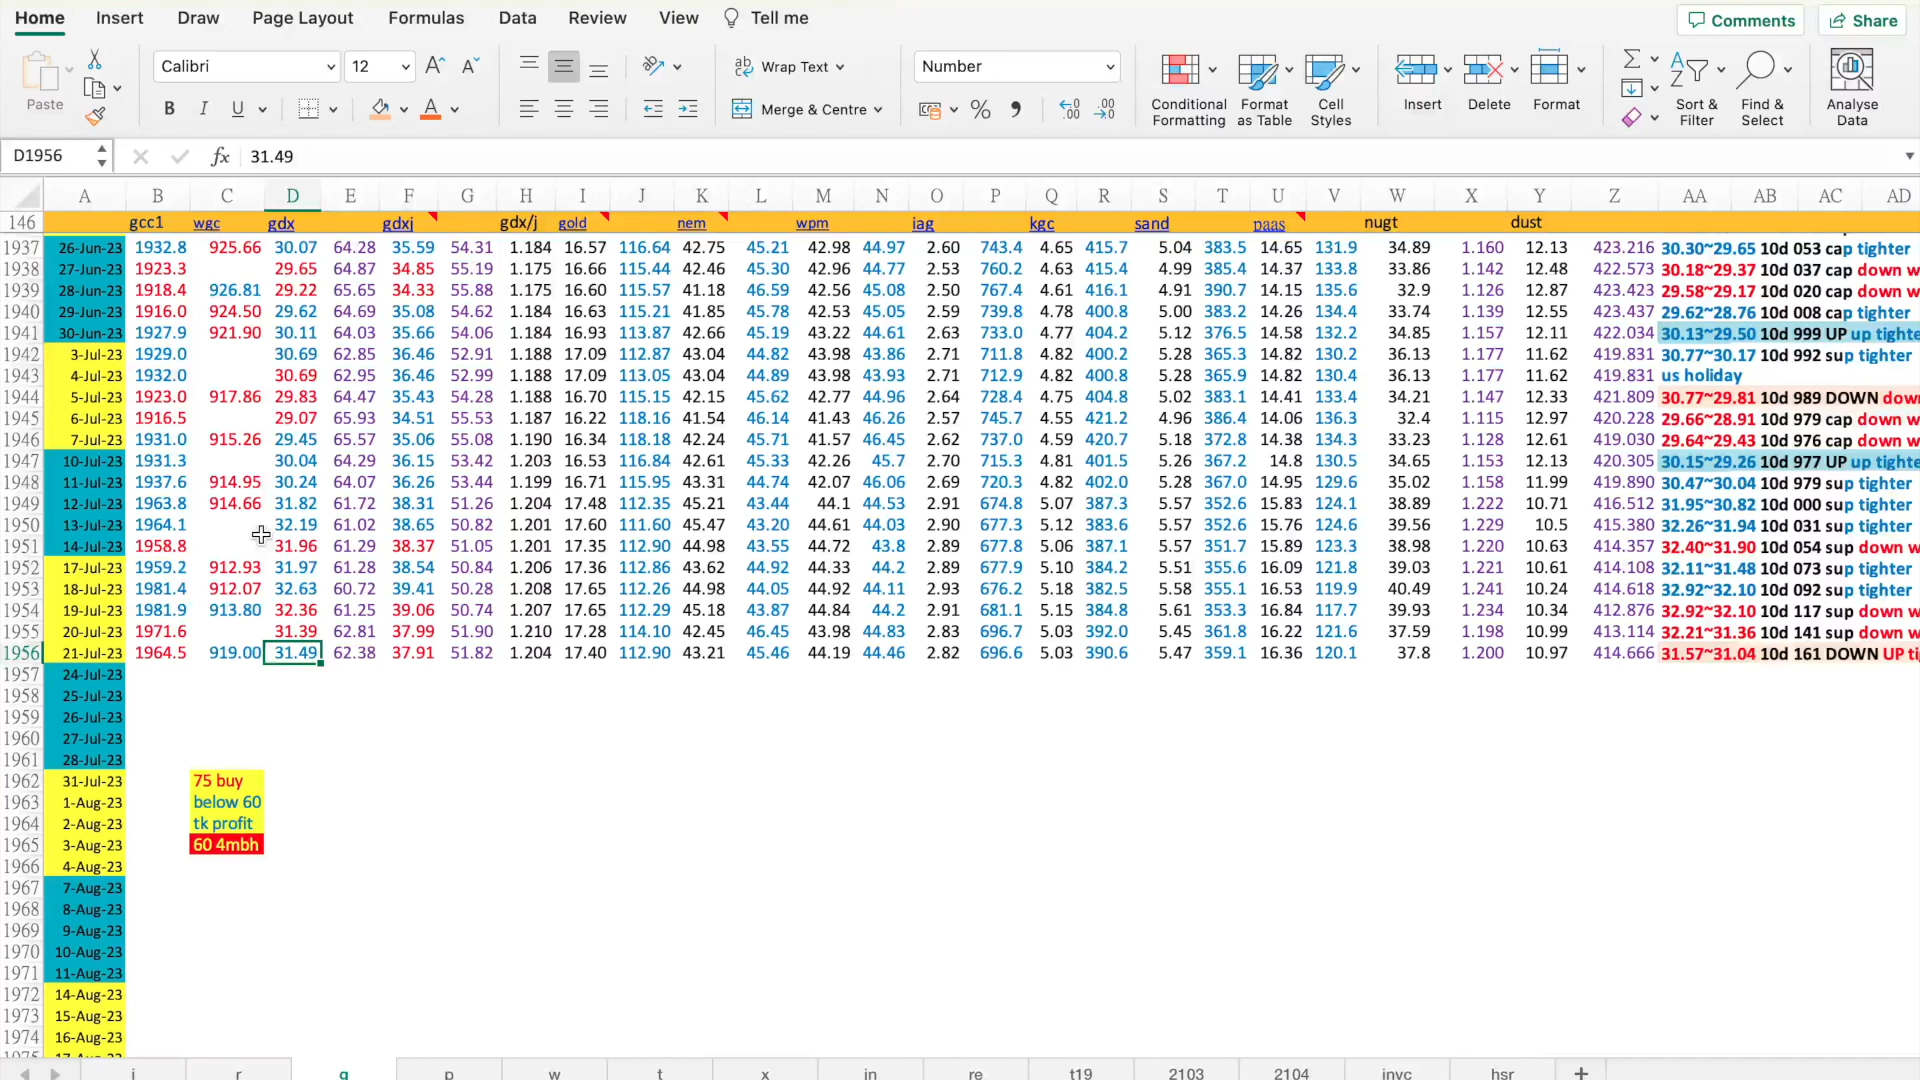 Home Insert Draw Page Layout Formulas Data Review View Tell me Comments Share
Calibri 12 Wrap Text Number
Paste B I U Merge & Centre % Conditional Formatting Format as Table Cell Styles Insert Delete Format Sort & Filter Find & Select Analyse Data
D1956 fx 31.49
A B C D E F G H I J K L M N O P Q R S T U V W X Y Z AA AB AC AD
146 gcc1 wgc gdx gdxj gdx/j gold nem wpm iag kgc sand paas nugt dust
1937 26-Jun-23 1932.8 925.66 30.07 64.28 35.59 54.31 1.184 16.57 116.64 42.75 45.21 42.98 44.97 2.60 743.4 4.65 415.7 5.04 383.5 14.65 131.9 34.89 1.160 12.13 423.216 30.30~29.65 10d 053 cap tighter
1938 27-Jun-23 1923.3 29.65 64.87 34.85 55.19 1.175 16.66 115.44 42.46 45.30 42.96 44.77 2.53 760.2 4.63 415.4 4.99 385.4 14.37 133.8 33.86 1.142 12.48 422.573 30.18~29.37 10d 037 cap down w
1939 28-Jun-23 1918.4 926.81 29.22 65.65 34.33 55.88 1.175 16.60 115.57 41.18 46.59 42.56 45.08 2.50 767.4 4.61 416.1 4.91 390.7 14.15 135.6 32.9 1.126 12.87 423.423 29.58~29.17 10d 020 cap down w
1940 29-Jun-23 1916.0 924.50 29.62 64.69 35.08 54.62 1.184 16.63 115.21 41.85 45.78 42.53 45.05 2.59 739.8 4.78 400.8 5.00 383.2 14.26 134.4 33.74 1.139 12.55 423.437 29.62~28.76 10d 008 cap tighter
1941 30-Jun-23 1927.9 921.90 30.11 64.03 35.66 54.06 1.184 16.93 113.87 42.66 45.19 43.22 44.61 2.63 733.0 4.77 404.2 5.12 376.5 14.58 132.2 34.85 1.157 12.11 422.034 30.13~29.50 10d 999 UP up tighte
1942 3-Jul-23 1929.0 30.69 62.85 36.46 52.91 1.188 17.09 112.87 43.04 44.82 43.98 43.86 2.71 711.8 4.82 400.2 5.28 365.3 14.82 130.2 36.13 1.177 11.62 419.831 30.77~30.17 10d 992 sup tighter
1943 4-Jul-23 1932.0 30.69 62.95 36.46 52.99 1.188 17.09 113.05 43.04 44.89 43.98 43.93 2.71 712.9 4.82 400.8 5.28 365.9 14.82 130.4 36.13 1.177 11.62 419.831 us holiday
1944 5-Jul-23 1923.0 917.86 29.83 64.47 35.43 54.28 1.188 16.70 115.15 42.15 45.62 42.77 44.96 2.64 728.4 4.75 404.8 5.02 383.1 14.41 133.4 34.21 1.147 12.33 421.809 30.77~29.81 10d 989 DOWN down
1945 6-Jul-23 1916.5 29.07 65.93 34.51 55.53 1.187 16.22 118.16 41.54 46.14 41.43 46.26 2.57 745.7 4.55 421.2 4.96 386.4 14.06 136.3 32.4 1.115 12.97 420.228 29.66~28.91 10d 979 cap down w
1946 7-Jul-23 1931.0 915.26 29.45 65.57 35.06 55.08 1.190 16.34 118.18 42.24 45.71 41.57 46.45 2.62 737.0 4.59 420.7 5.18 372.8 14.38 134.3 33.23 1.128 12.61 419.030 29.64~29.43 10d 976 cap down w
1947 10-Jul-23 1931.3 30.04 64.29 36.15 53.42 1.203 16.53 116.84 42.61 45.33 42.26 45.7 2.70 715.3 4.81 401.5 5.26 367.2 14.8 130.5 34.65 1.153 12.13 420.305 30.15~29.26 10d 977 UP up tighte
1948 11-Jul-23 1937.6 914.95 30.24 64.07 36.26 53.44 1.199 16.71 115.95 43.31 44.74 42.07 46.06 2.69 720.3 4.82 402.0 5.28 367.0 14.95 129.6 35.02 1.158 11.99 419.890 30.47~30.04 10d 979 sup tighter
1949 12-Jul-23 1963.8 914.66 31.82 61.72 38.31 51.26 1.204 17.48 112.35 45.21 43.44 44.1 44.53 2.91 674.8 5.07 387.3 5.57 352.6 15.83 124.1 38.89 1.222 10.71 416.512 31.95~30.82 10d 000 sup tighter
1950 13-Jul-23 1964.1 32.19 61.02 38.65 50.82 1.201 17.60 111.60 45.47 43.20 44.61 44.03 2.90 677.3 5.12 383.6 5.57 352.6 15.76 124.6 39.56 1.229 10.5 415.380 32.26~31.94 10d 031 sup tighter
1951 14-Jul-23 1958.8 31.96 61.29 38.37 51.05 1.201 17.35 112.90 44.98 43.55 44.72 43.8 2.89 677.8 5.06 387.1 5.57 351.7 15.89 123.3 38.98 1.220 10.63 414.357 32.40~31.90 10d 054 sup down w
1952 17-Jul-23 1959.2 912.93 31.97 61.28 38.54 50.84 1.206 17.36 112.86 43.62 44.92 44.33 44.2 2.89 677.9 5.10 384.2 5.51 355.6 16.09 121.8 39.03 1.221 10.61 414.108 32.11~31.48 10d 073 sup tighter
1953 18-Jul-23 1981.4 912.07 32.63 60.72 39.41 50.28 1.208 17.65 112.26 44.98 44.05 44.92 44.11 2.93 676.2 5.18 382.5 5.58 355.1 16.53 119.9 40.49 1.241 10.24 414.618 32.92~32.10 10d 092 sup tighter
1954 19-Jul-23 1981.9 913.80 32.36 61.25 39.06 50.74 1.207 17.65 112.29 45.18 43.87 44.84 44.2 2.91 681.1 5.15 384.8 5.61 353.3 16.84 117.7 39.93 1.234 10.34 412.876 32.92~32.10 10d 117 sup down w
1955 20-Jul-23 1971.6 31.39 62.81 37.99 51.90 1.210 17.28 114.10 42.45 46.45 43.98 44.83 2.83 696.7 5.03 392.0 5.45 361.8 16.22 121.6 37.59 1.198 10.99 413.114 32.21~31.36 10d 141 sup down w
1956 21-Jul-23 1964.5 919.00 31.49 62.38 37.91 51.82 1.204 17.40 112.90 43.21 45.46 44.19 44.46 2.82 696.6 5.03 390.6 5.47 359.1 16.36 120.1 37.8 1.200 10.97 414.666 31.57~31.04 10d 161 DOWN UP ti
1957 24-Jul-23
1958 25-Jul-23
1959 26-Jul-23
1960 27-Jul-23
1961 28-Jul-23
1962 31-Jul-23 75 buy
1963 1-Aug-23 below 60
1964 2-Aug-23 tk profit
1965 3-Aug-23 60 4mbh
1966 4-Aug-23
1967 7-Aug-23
1968 8-Aug-23
1969 9-Aug-23
1970 10-Aug-23
1971 11-Aug-23
1972 14-Aug-23
1973 15-Aug-23
1974 16-Aug-23
i r g p w t x in re t19 2103 2104 invc hsr